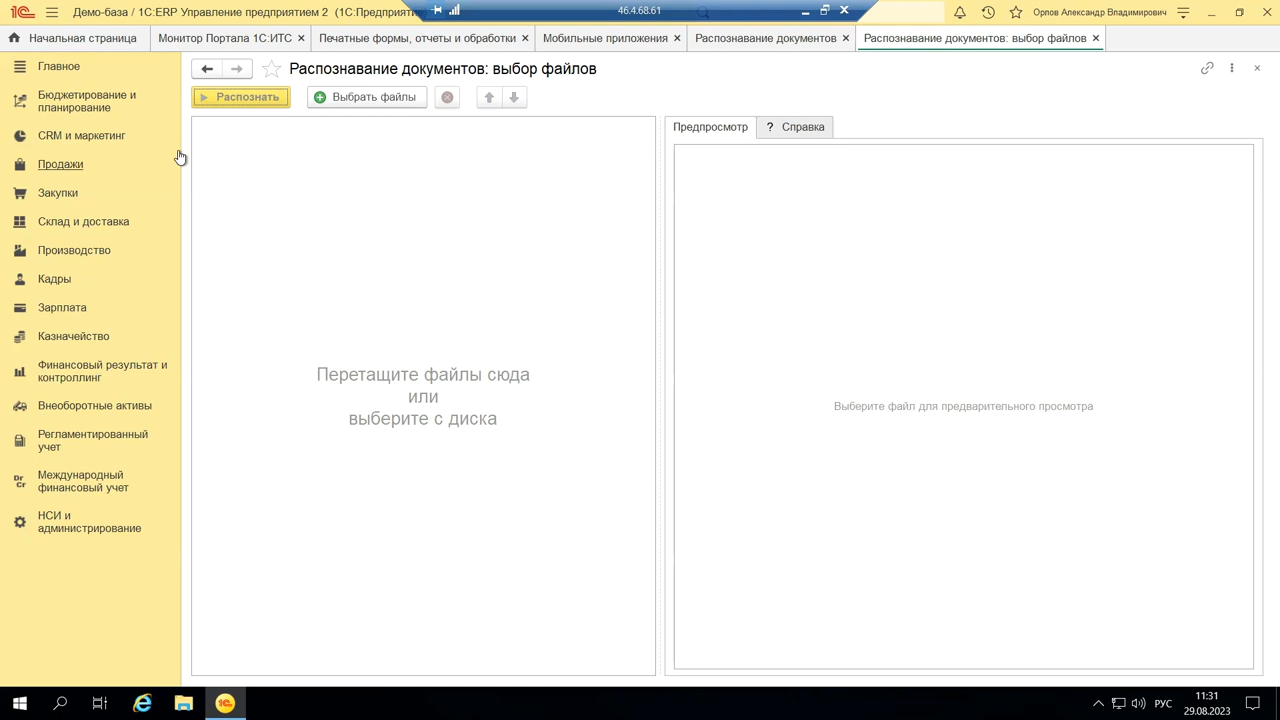 Демо-база / 1С:ERP Управление предприятием 2 (1С:Предприятие
46.4.68.61
Орлов Александр Владимирович
Начальная страница
Монитор Портала 1С:ИТС ×
Печатные формы, отчеты и обработки ×
Мобильные приложения ×
Распознавание документов ×
Распознавание документов: выбор файлов ×
Главное
Бюджетирование и
планирование
CRM и маркетинг
Продажи
Закупки
Склад и доставка
Производство
Кадры
Зарплата
Казначейство
Финансовый результат и
контроллинг
Внеоборотные активы
Регламентированный
учет
Dr
Cr
Международный
финансовый учет
НСИ и
администрирование
Распознавание документов: выбор файлов
Распознать
Выбрать файлы
Перетащите файлы сюда
или
выберите с диска
Предпросмотр
? Справка
Выберите файл для предварительного просмотра
РУС
11:31
29.08.2023